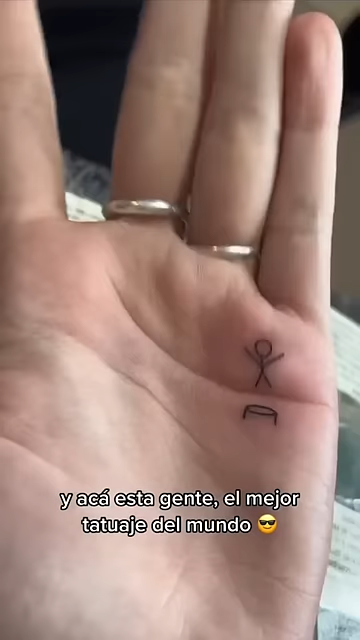 y acá esta gente, el mejor
tatuaje del mundo 😎